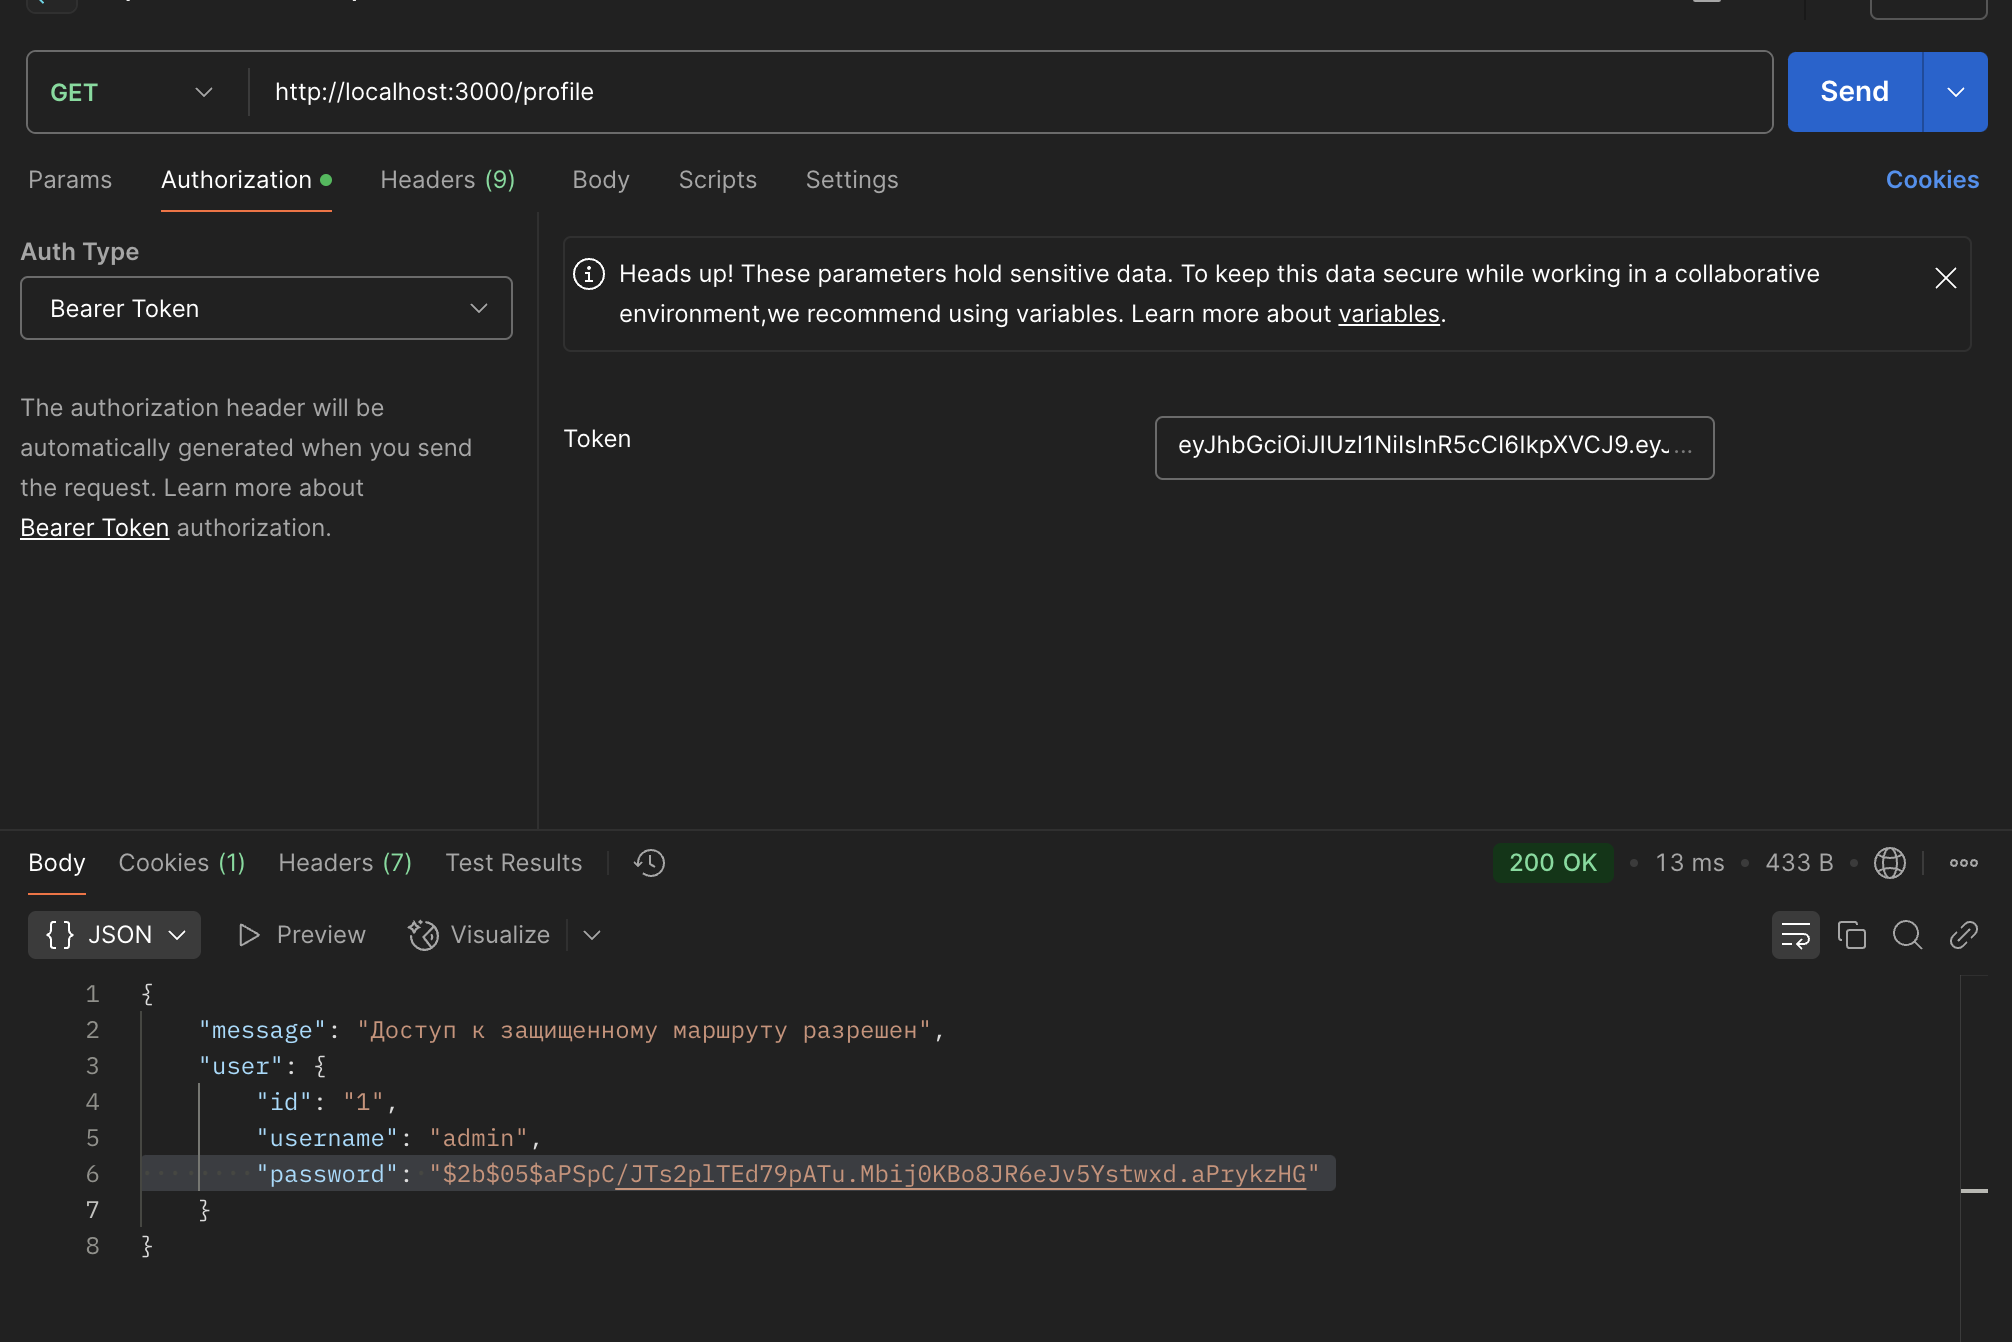 GET
http://localhost:3000/profile
Send
Params
Authorization
Headers (9)
Body
Scripts
Settings
Cookies
Auth Type
Bearer Token
The authorization header will be
automatically generated when you send
the request. Learn more about
Bearer Token authorization.
Heads up! These parameters hold sensitive data. To keep this data secure while working in a collaborative
environment,we recommend using variables. Learn more about variables.
Token
eyJhbGciOiJIUzI1NiIsInR5cCI6IkpXVCJ9.eyJ...
Body
Cookies (1)
Headers (7)
Test Results
200 OK
13 ms
433 B
{} JSON
Preview
Visualize
1 {
2 "message": "Доступ к защищенному маршруту разрешен",
3 "user": {
4 "id": "1",
5 "username": "admin",
6 "password": "$2b$05$aPSpC/JTs2plTEd79pATu.Mbij0KBo8JR6eJv5Ystwxd.aPrykzHG"
7 }
8 }